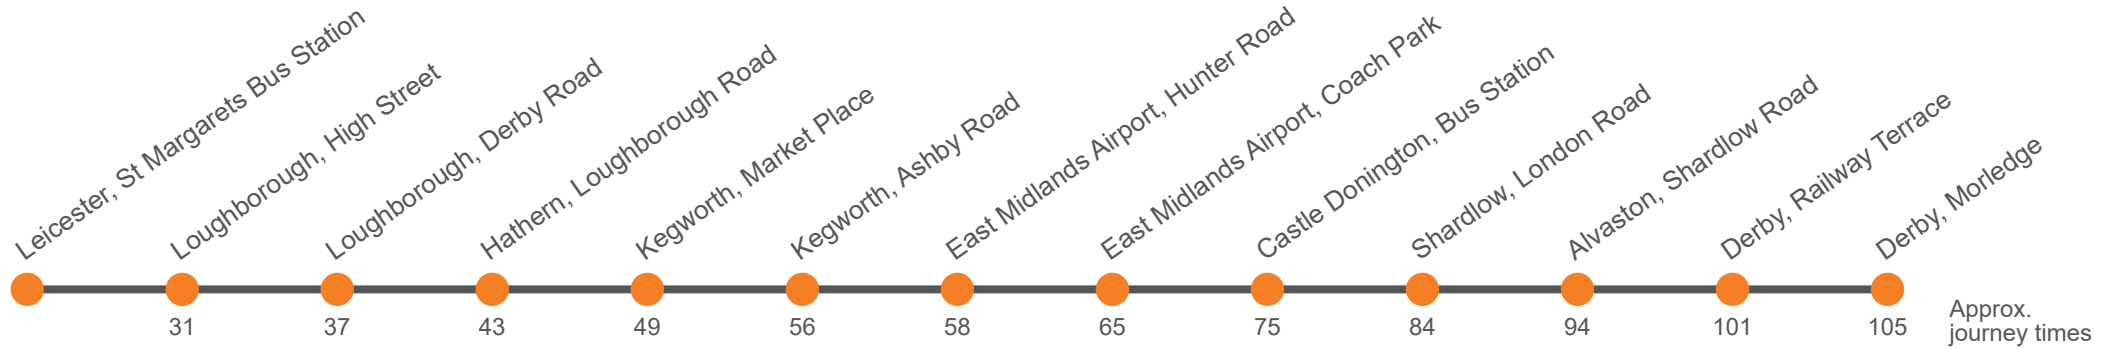 Leicester, St Margarets Bus Station
Loughborough, High Street
Loughborough, Derby Road
Hathern, Loughborough Road
Kegworth, Market Place
Kegworth, Ashby Road
East Midlands Airport, Hunter Road
East Midlands Airport, Coach Park
Castle Donington, Bus Station
Shardlow, London Road
Alvaston, Shardlow Road
Derby, Railway Terrace
Derby, Morledge
31 37 43 49 56 58 65 75 84 94 101 105
Approx.
journey times